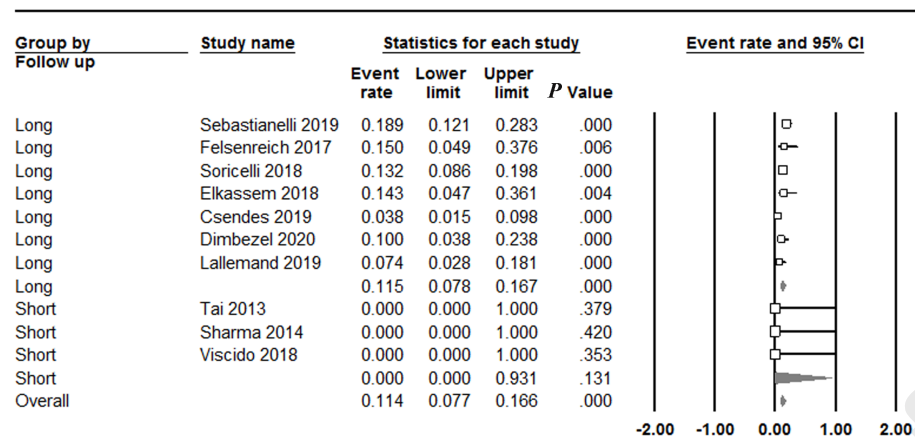 Group by Study name Statistics for each study Event rate and 95% CI
Follow up
Event Lower Upper
rate limit limit P Value
Long Sebastianelli 2019 0.189 0.121 0.283 .000
Long Felsenreich 2017 0.150 0.049 0.376 .006
Long Soricelli 2018 0.132 0.086 0.198 .000
Long Elkassem 2018 0.143 0.047 0.361 .004
Long Csendes 2019 0.038 0.015 0.098 .000
Long Dimbezel 2020 0.100 0.038 0.238 .000
Long Lallemand 2019 0.074 0.028 0.181 .000
Long 0.115 0.078 0.167 .000
Short Tai 2013 0.000 0.000 1.000 .379
Short Sharma 2014 0.000 0.000 1.000 .420
Short Viscido 2018 0.000 0.000 1.000 .353
Short 0.000 0.000 0.931 .131
Overall 0.114 0.077 0.166 .000
-2.00 -1.00 0.00 1.00 2.00